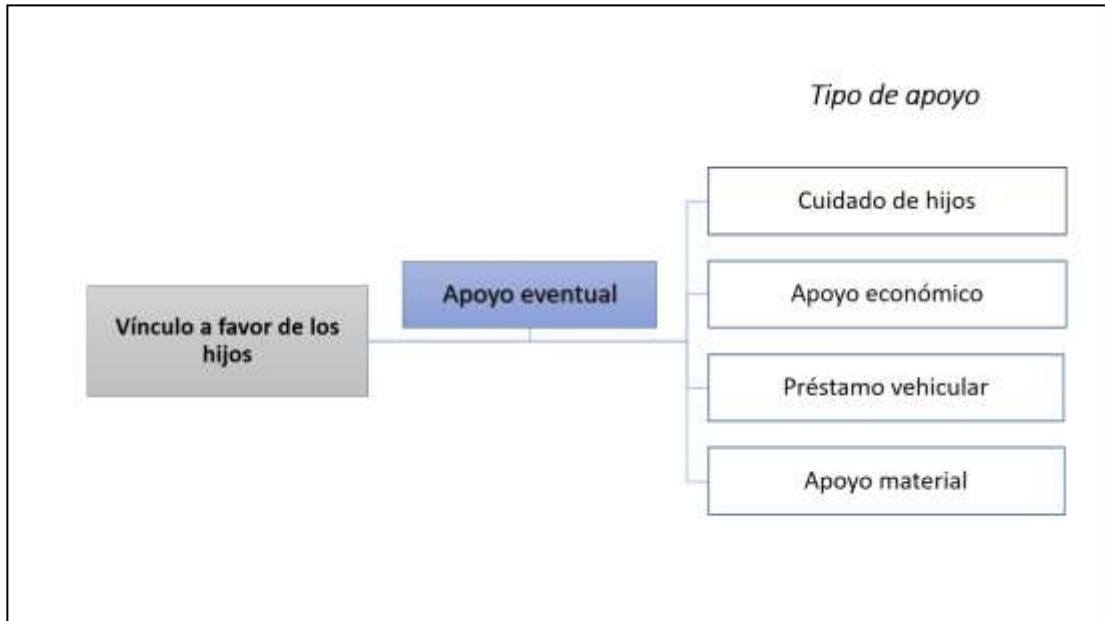 Tipo de apoyo
Cuidado de hijos
Apoyo eventual
Apoyo económico
Vínculo a favor de los
hijos
Préstamo vehicular
Apoyo material